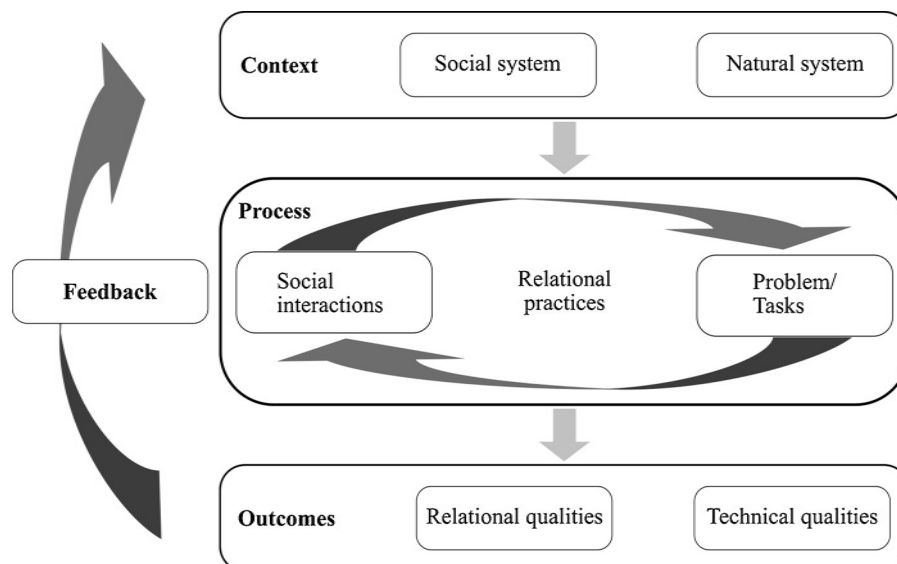 Context
Social system
Natural system
Process
Social
interactions
Relational
practices
Problem/
Tasks
Feedback
Outcomes
Relational qualities
Technical qualities